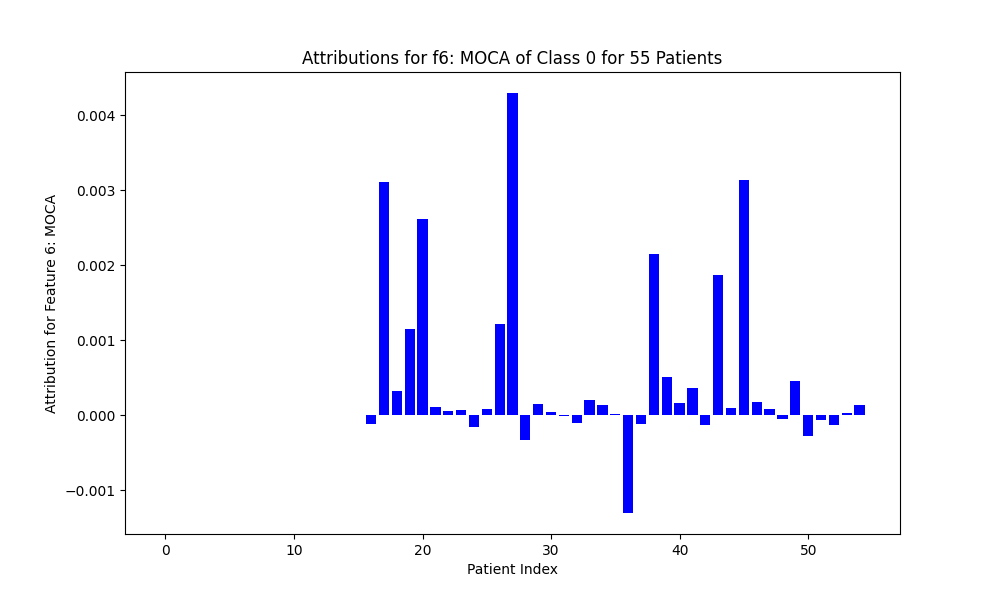 Attributions for f6: MOCA of Class 0 for 55 Patients
Attribution for Feature 6: MOCA
0.004
0.003
0.002
0.001
0.000
−0.001
0 10 20 30 40 50
Patient Index